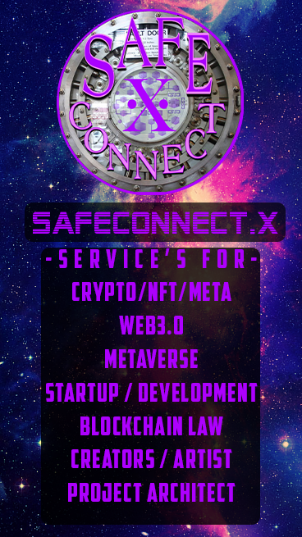 SAFE
X
CONNECT
SAFECONNECT.X
- SERVICE'S FOR -
CRYPTO/NFT/META
WEB3.0
METAVERSE
STARTUP / DEVELOPMENT
BLOCKCHAIN LAW
CREATORS / ARTIST
PROJECT ARCHITECT